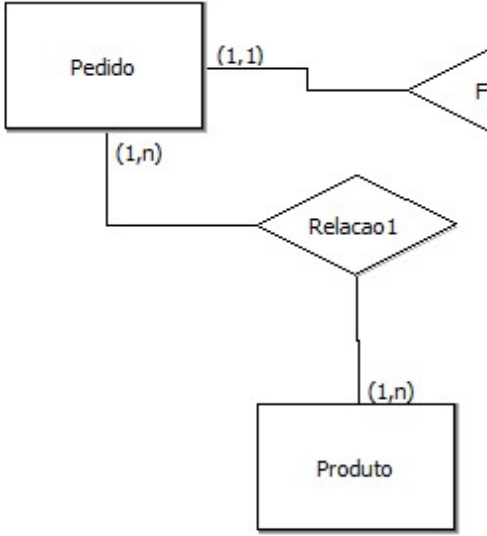 Pedido
(1,1)
F
(1,n)
Relacao1
(1,n)
Produto